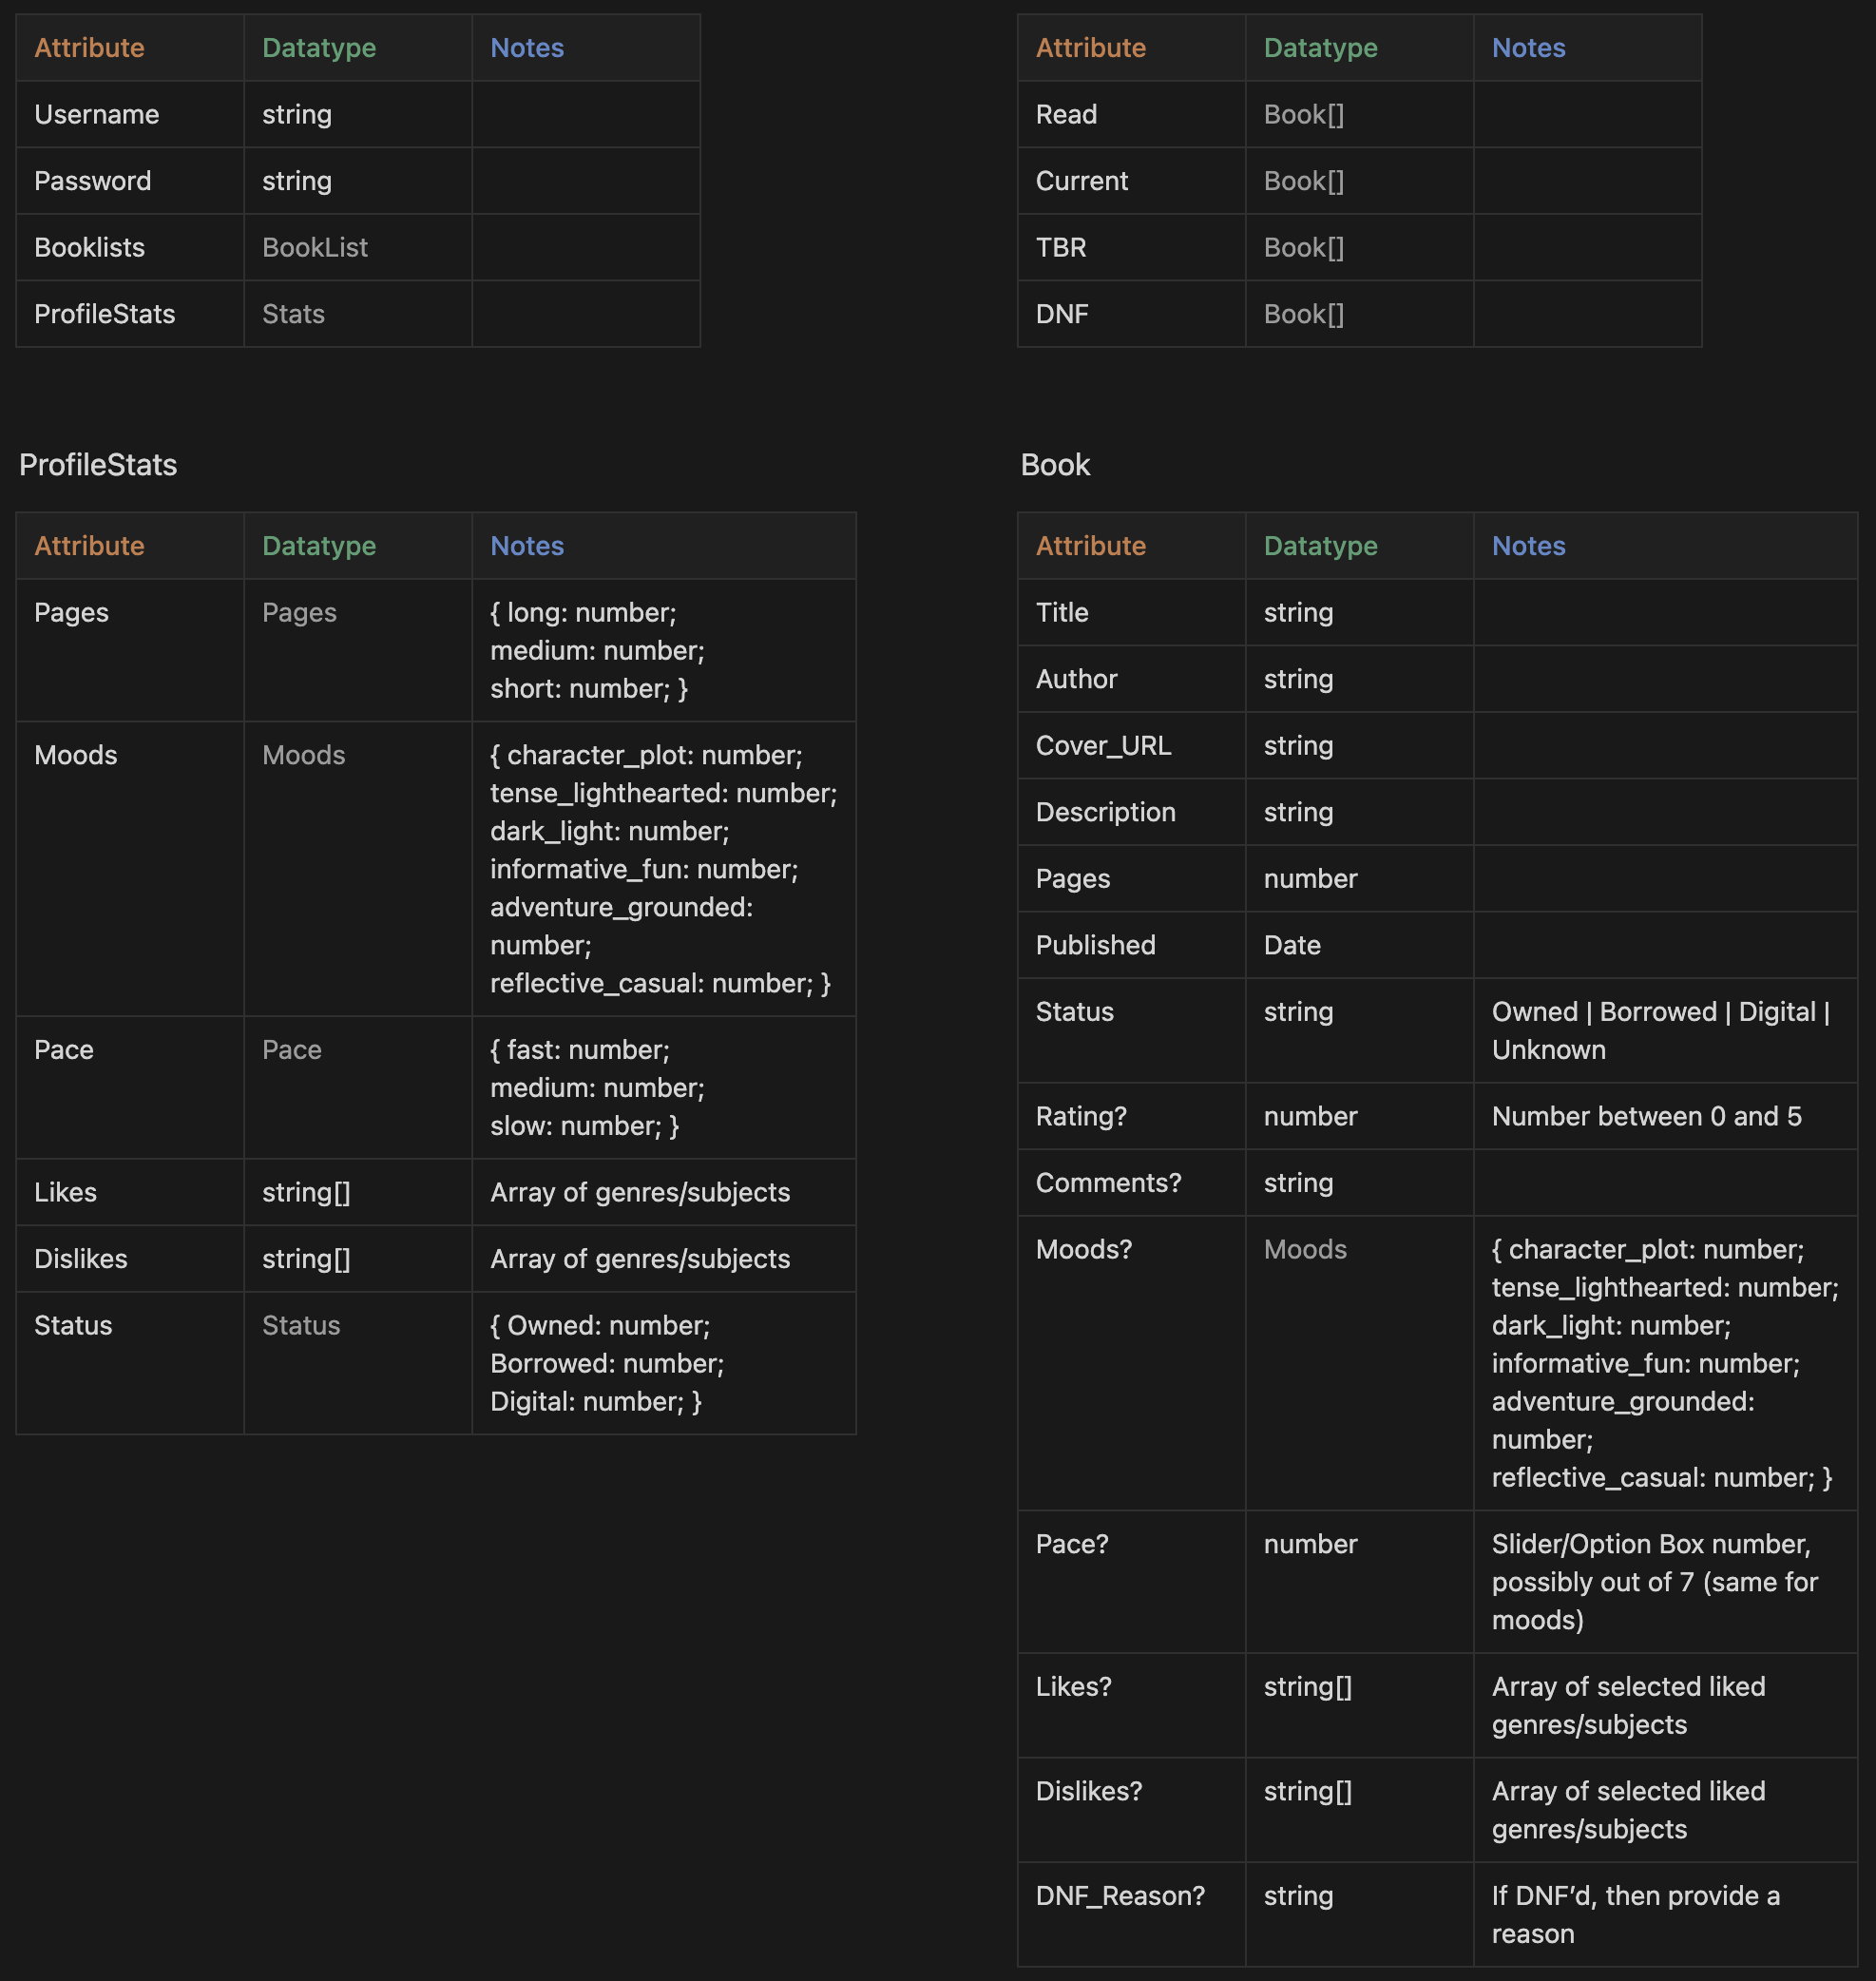 Attribute Datatype Notes
Username string
Password string
Booklists BookList
ProfileStats Stats
Attribute Datatype Notes
Read Book[]
Current Book[]
TBR Book[]
DNF Book[]
ProfileStats
Attribute Datatype Notes
Pages Pages { long: number;
medium: number;
short: number; }
Moods Moods { character_plot: number;
tense_lighthearted: number;
dark_light: number;
informative_fun: number;
adventure_grounded:
number;
reflective_casual: number; }
Pace Pace { fast: number;
medium: number;
slow: number; }
Likes string[] Array of genres/subjects
Dislikes string[] Array of genres/subjects
Status Status { Owned: number;
Borrowed: number;
Digital: number; }
Book
Attribute Datatype Notes
Title string
Author string
Cover_URL string
Description string
Pages number
Published Date
Status string Owned | Borrowed | Digital |
Unknown
Rating? number Number between 0 and 5
Comments? string
Moods? Moods { character_plot: number;
tense_lighthearted: number;
dark_light: number;
informative_fun: number;
adventure_grounded:
number;
reflective_casual: number; }
Pace? number Slider/Option Box number,
possibly out of 7 (same for
moods)
Likes? string[] Array of selected liked
genres/subjects
Dislikes? string[] Array of selected liked
genres/subjects
DNF_Reason? string If DNF’d, then provide a
reason